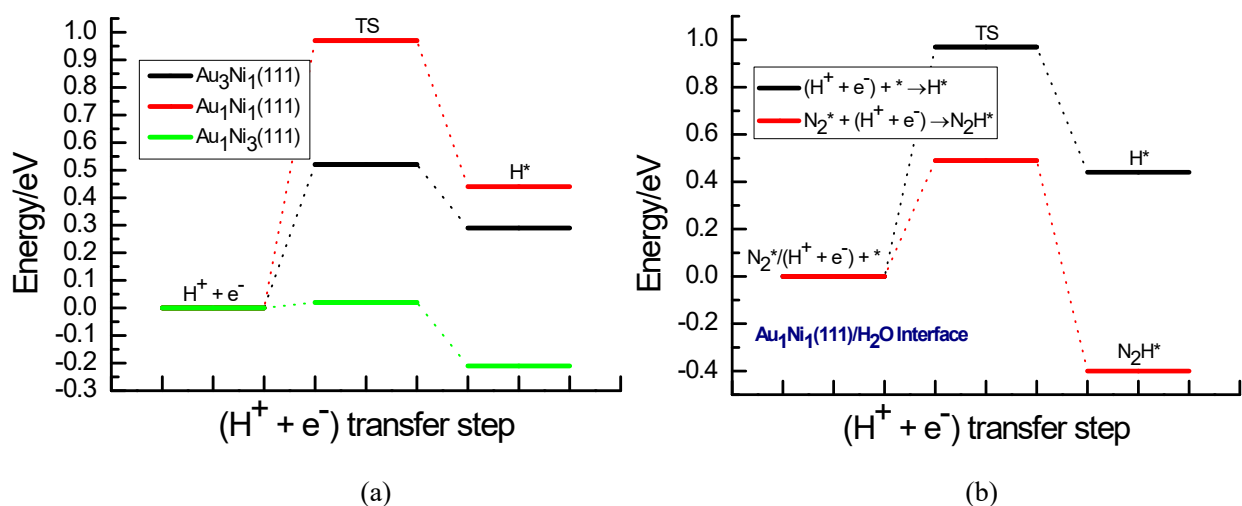 Energy/eV
1.0
0.9
0.8
0.7
0.6
0.5
0.4
0.3
0.2
0.1
0.0
-0.1
-0.2
-0.3
TS
Au3Ni1(111)
Au1Ni1(111)
Au1Ni3(111)
H*
H+ + e-
(H+ + e-) transfer step
(a)
Energy/eV
1.0
0.8
0.6
0.4
0.2
0.0
-0.2
-0.4
TS
(H+ + e-) + * →H*
N2* + (H+ + e-) →N2H*
H*
N2*/(H+ + e-) + *
Au1Ni1(111)/H2O Interface
N2H*
(H+ + e-) transfer step
(b)